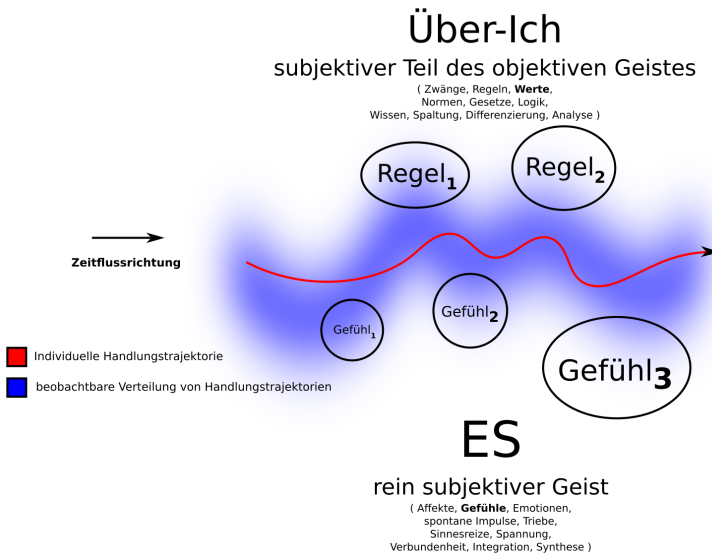 Über-Ich
subjektiver Teil des objektiven Geistes
( Zwänge, Regeln, Werte,
Normen, Gesetze, Logik,
Wissen, Spaltung, Differenzierung, Analyse )
Regel1
Regel2
Zeitflussrichtung
Gefühl1
Gefühl2
Gefühl3
Individuelle Handlungstrajektorie
beobachtbare Verteilung von Handlungstrajektorien
ES
rein subjektiver Geist
( Affekte, Gefühle, Emotionen,
spontane Impulse, Triebe,
Sinnesreize, Spannung,
Verbundenheit, Integration, Synthese )